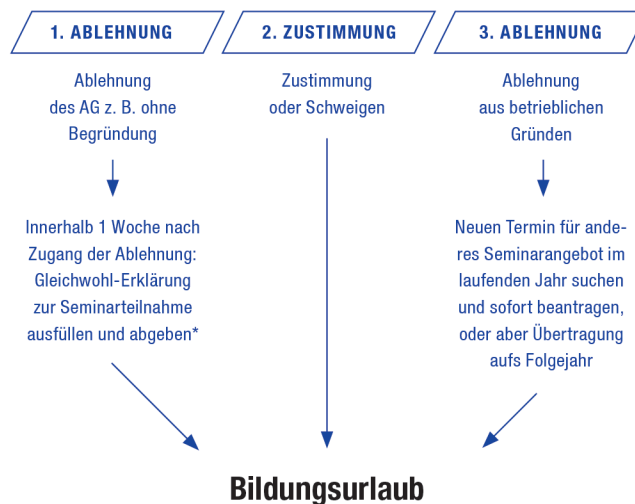 1. ABLEHNUNG
Ablehnung
des AG z. B. ohne
Begründung
Innerhalb 1 Woche nach
Zugang der Ablehnung:
Gleichwohl-Erklärung
zur Seminarteilnahme
ausfüllen und abgeben*
2. ZUSTIMMUNG
Zustimmung
oder Schweigen
3. ABLEHNUNG
Ablehnung
aus betrieblichen
Gründen
Neuen Termin für ande-
res Seminarangebot im
laufenden Jahr suchen
und sofort beantragen,
oder aber Übertragung
aufs Folgejahr
Bildungsurlaub